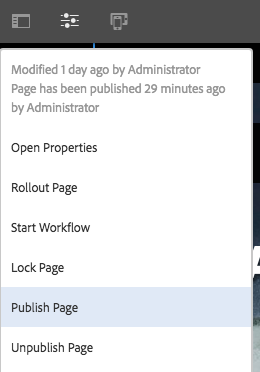 Modified 1 day ago by Administrator
Page has been published 29 minutes ago
by Administrator
Open Properties
Rollout Page
Start Workflow
Lock Page
Publish Page
Unpublish Page